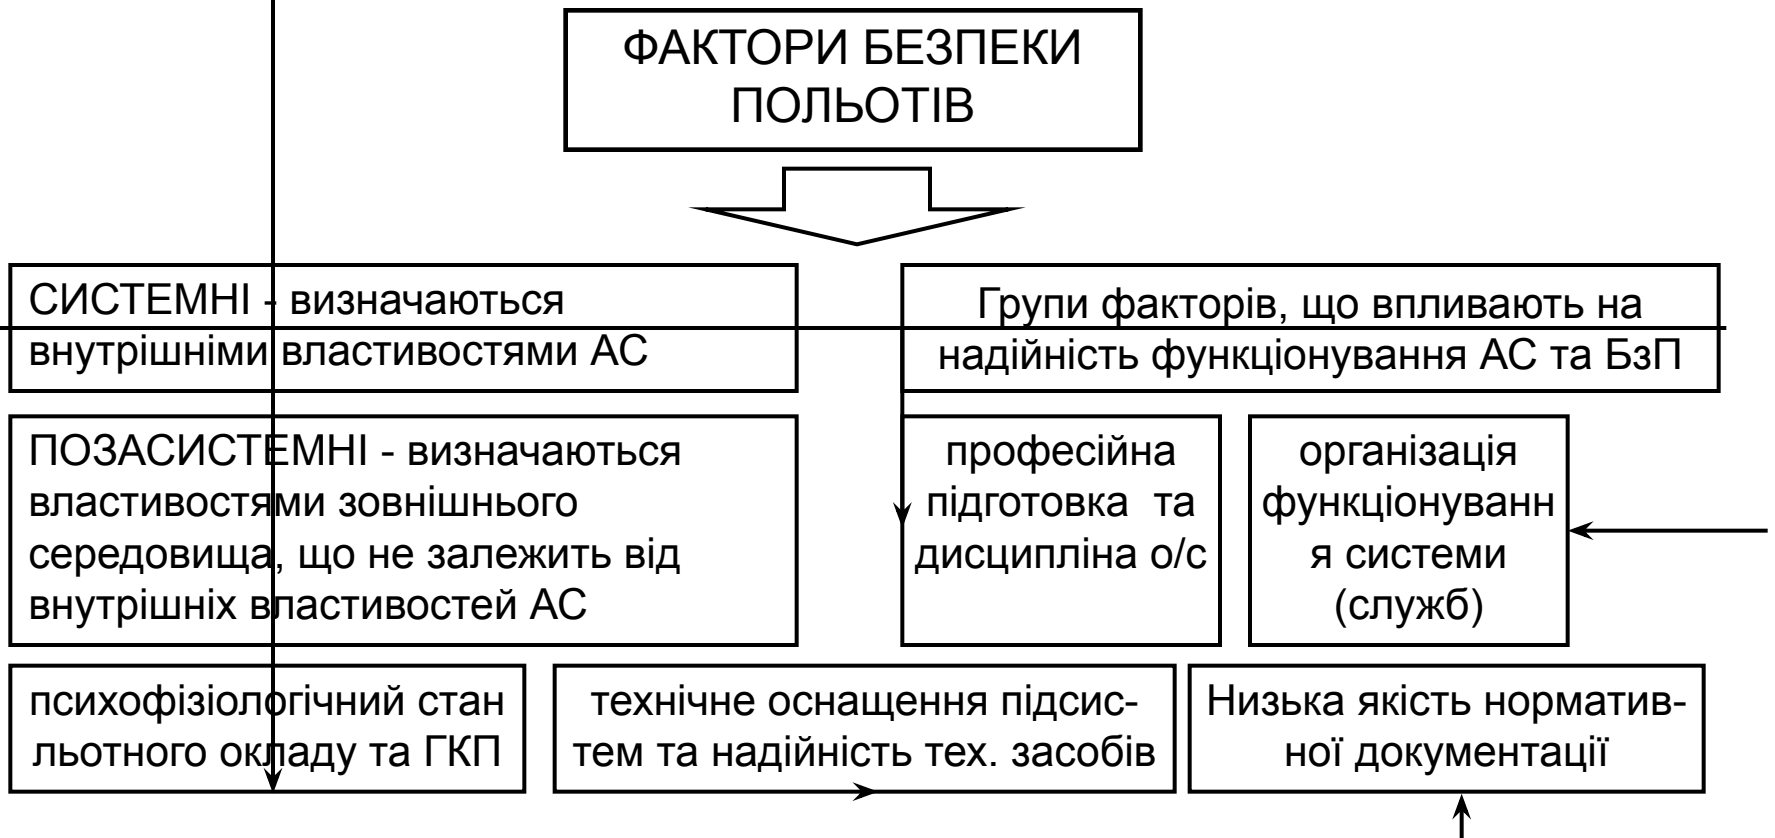 ФАКТОРИ БЕЗПЕКИ
ПОЛЬОТІВ
СИСТЕМНІ - визначаються
внутрішніми властивостями АС
Групи факторів, що впливають на
надійність функціонування АС та БзП
ПОЗАСИСТЕМНІ - визначаються
властивостями зовнішнього
середовища, що не залежить від
внутрішніх властивостей АС
професійна
підготовка та
дисципліна о/с
організація
функціонуванн
я системи
(служб)
психофізіологічний стан
льотного окладу та ГКП
технічне оснащення підсис-
тем та надійність тех. засобів
Низька якість норматив-
ної документації